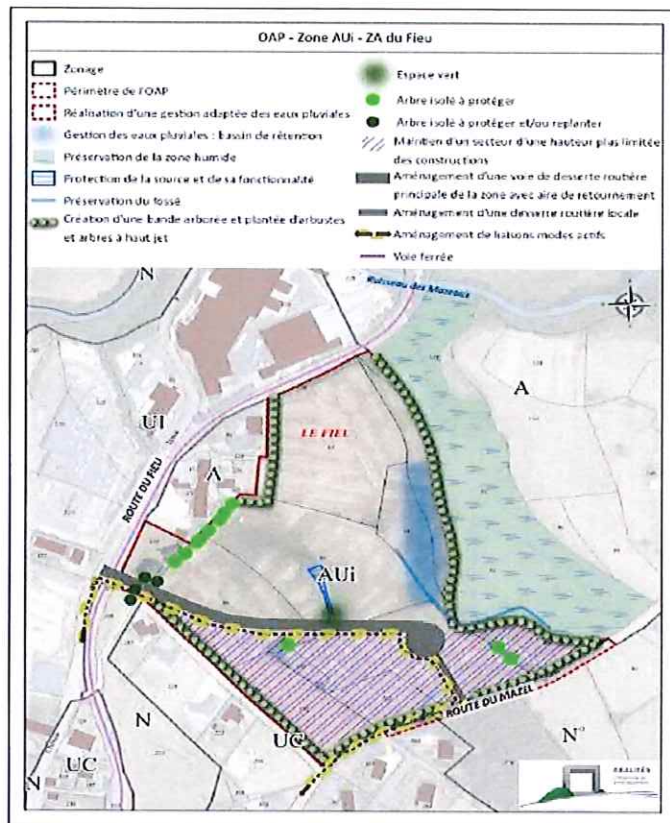 OAP - Zone AUi - ZA du Fieu
Zonage
Périmètre de l'OAP
Réalisation d'une gestion adaptée des eaux pluviales
Gestion des eaux pluviales : bassin de rétention
Préservation de la zone humide
Protection de la source et de sa fonctionnalité
Préservation du fossé
Création d'une bande arborée et plantée d'arbustes
et arbres à haut jet
Espace vert
Arbre isolé à protéger
Arbre isolé à protéger et/ou replanter
Maintien d'un secteur d'une hauteur plus limitée
des constructions
Aménagement d'une voie de desserte routière
principale de la zone avec aire de retournement
Aménagement d'une desserte routière locale
Aménagement de liaisons modes actifs
Voie ferrée
N
N
Ruisseau des
A
UI
LE FIEU
ROUTE DU FIEU
A
AUi
ROUTE DU MAZEL
N
UC
N
UC
N
REALITÉS